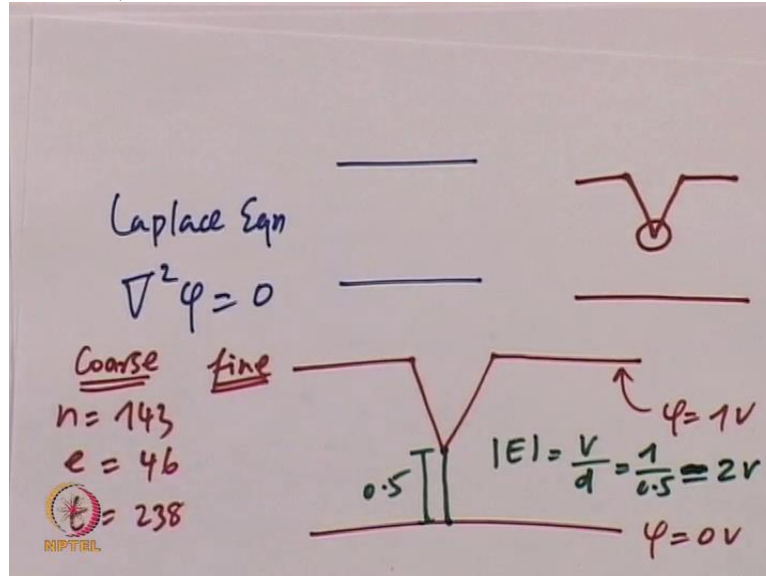 Laplace Eqn
∇²φ = 0
Coarse fine
n = 143
e = 46
t = 238
φ = 1V
|E| = V/d = 1/0.5 = 2V
0.5
φ = 0V
NPTEL